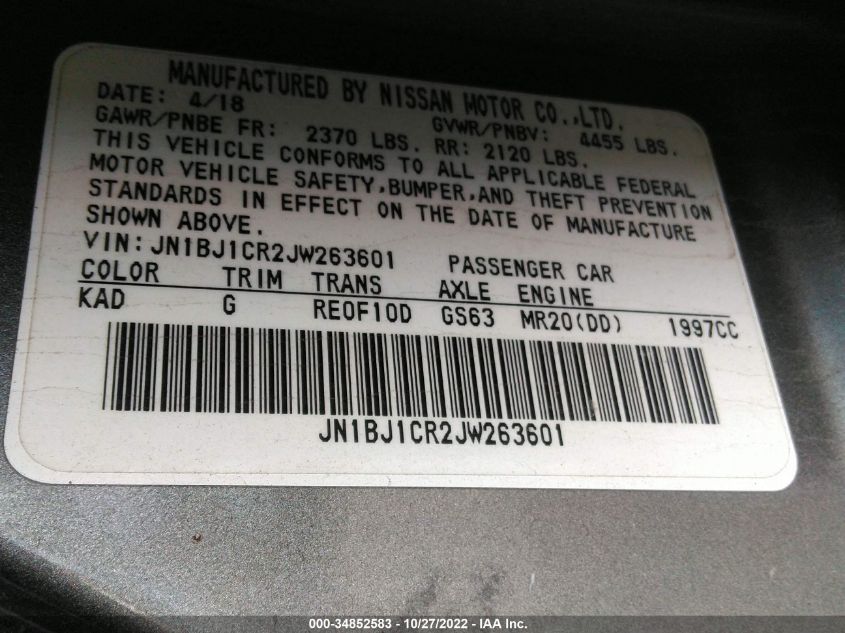 MANUFACTURED BY NISSAN MOTOR CO.,LTD.
DATE: 4/18 GVWR/PNBV: 4455 LBS.
GAWR/PNBE FR: 2370 LBS. RR: 2120 LBS.
THIS VEHICLE CONFORMS TO ALL APPLICABLE FEDERAL
MOTOR VEHICLE SAFETY,BUMPER,AND THEFT PREVENTION
STANDARDS IN EFFECT ON THE DATE OF MANUFACTURE
SHOWN ABOVE.
VIN:JN1BJ1CR2JW263601 PASSENGER CAR
COLOR TRIM TRANS AXLE ENGINE
KAD G RE0F10D GS63 MR20(DD) 1997CC
JN1BJ1CR2JW263601
000-34852583 - 10/27/2022 - IAAI.com